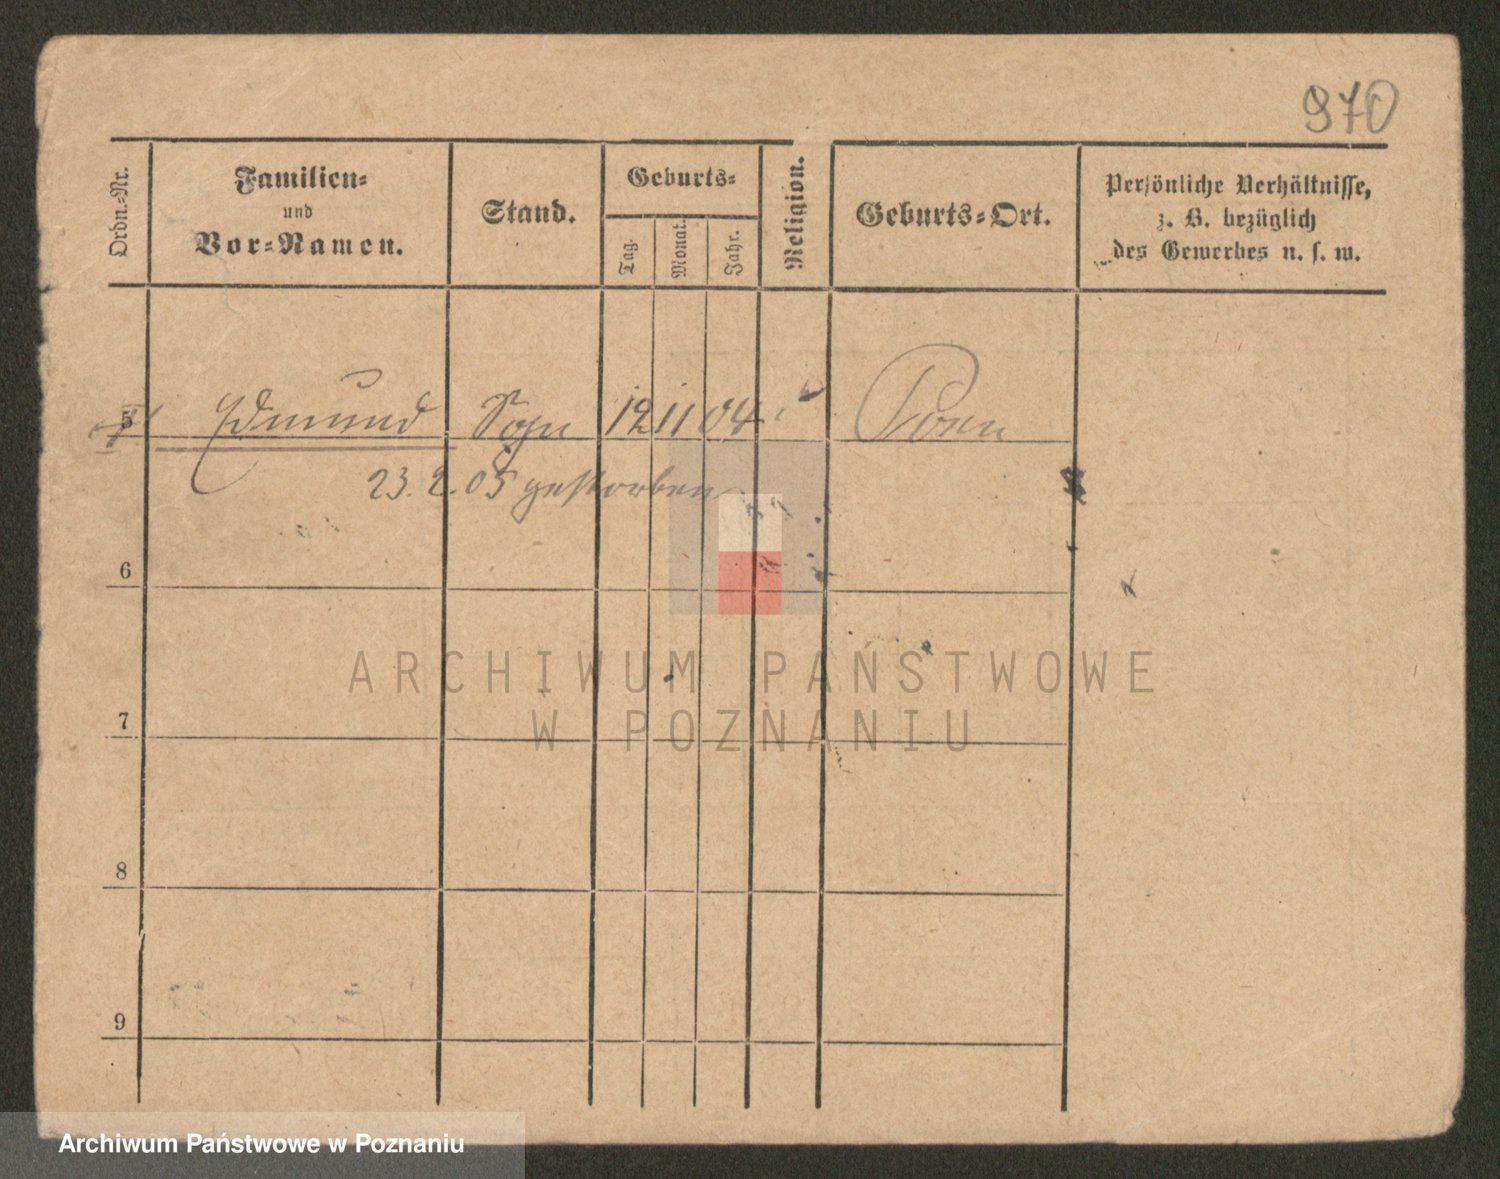 970
Ordn.-Nr.
Familien-
und
Vor-Namen.
Stand.
Geburts-
Tag.
Monat.
Jahr.
Religion.
Geburts-Ort.
Persönliche Verhältnisse,
z. B. bezüglich
des Gewerbes u. s. w.
5 Edmund Sohn 12 11 04 Posen
23. 2. 05 gestorben
6
7
8
9
ARCHIWUM PAŃSTWOWE
W POZNANIU
Archiwum Państwowe w Poznaniu